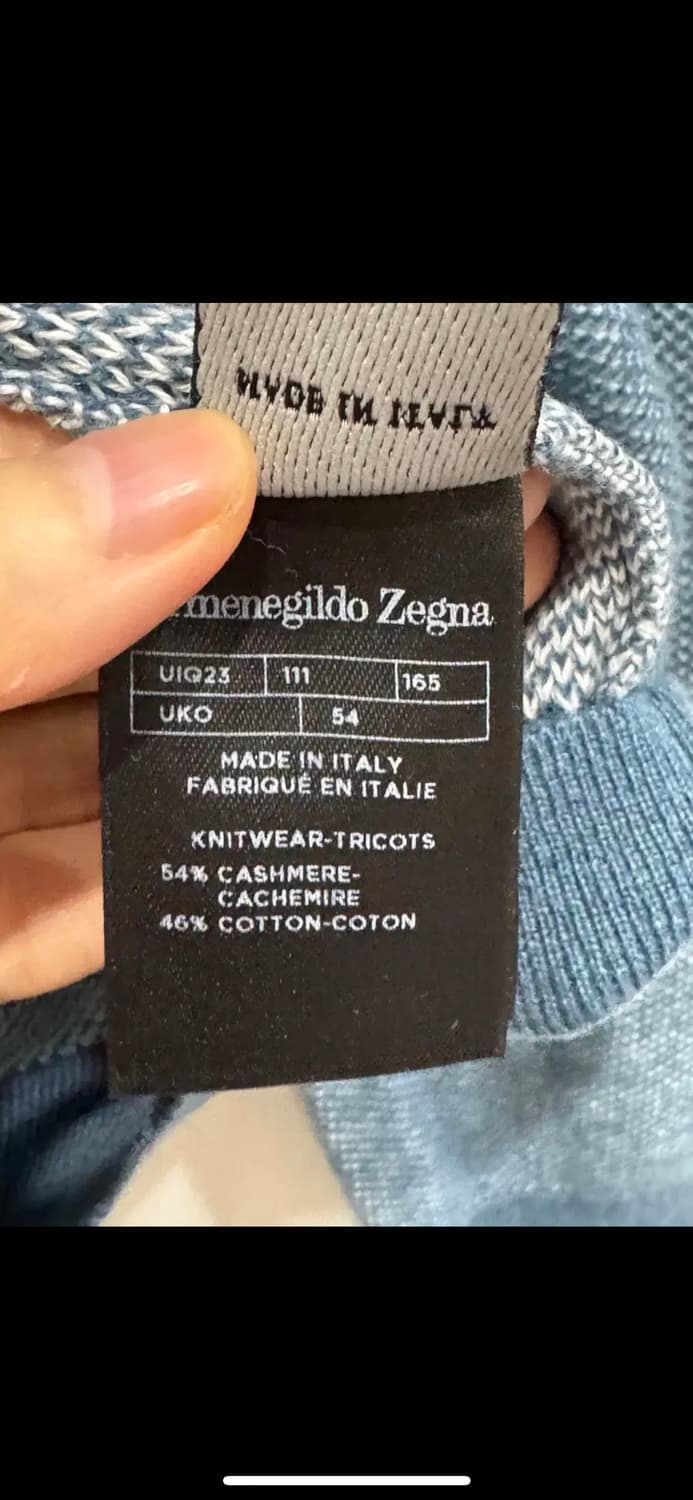 menegildo Zegna
UIQ23 111 165
UKO 54
MADE IN ITALY
FABRIQUÉ EN ITALIE
KNITWEAR-TRICOTS
54% CASHMERE-
CACHEMIRE
46% COTTON-COTON